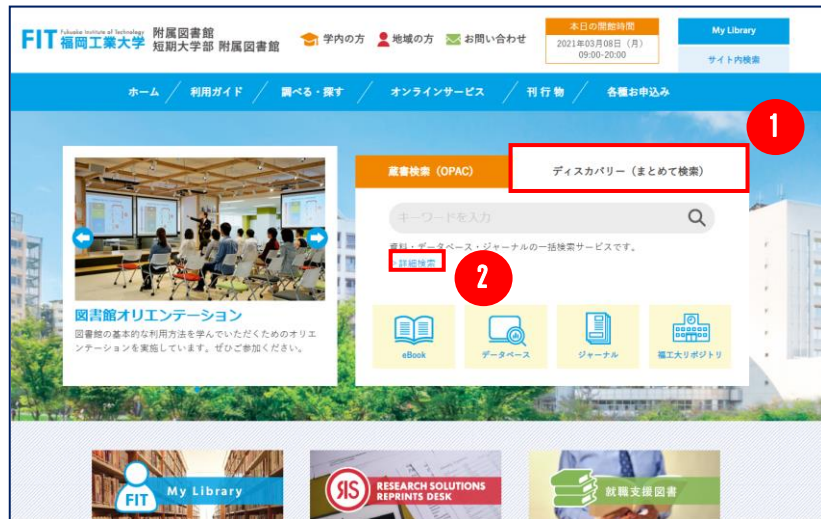 FIT Fukuoka Institute of Technology
福岡工業大学
附属図書館
短期大学部 附属図書館
学内の方 地域の方 お問い合わせ
本日の開館時間
2021年03月08日（月）
09:00-20:00
My Library
サイト内検索
ホーム / 利用ガイド / 調べる・探す / オンラインサービス / 刊行物 / 各種お申込み
1
蔵書検索（OPAC） ディスカバリー（まとめて検索）
キーワードを入力
資料・データベース・ジャーナルの一括検索サービスです。
>詳細検索
2
図書館オリエンテーション
図書館の基本的な利用方法を学んでいただくためのオリエ
ンテーションを実施しています。ぜひご参加ください。
eBook データベース ジャーナル 福工大リポジトリ
FIT My Library
RS RESEARCH SOLUTIONS
REPRINTS DESK
就職支援図書